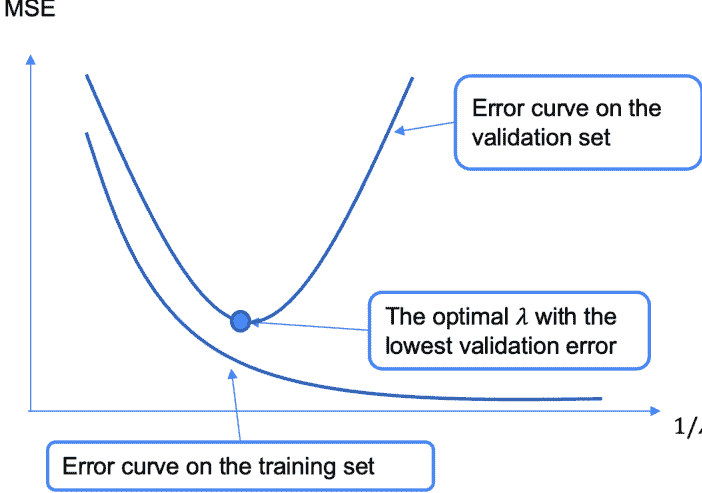 MSE
Error curve on the
validation set
The optimal λ with the
lowest validation error
1/
Error curve on the training set